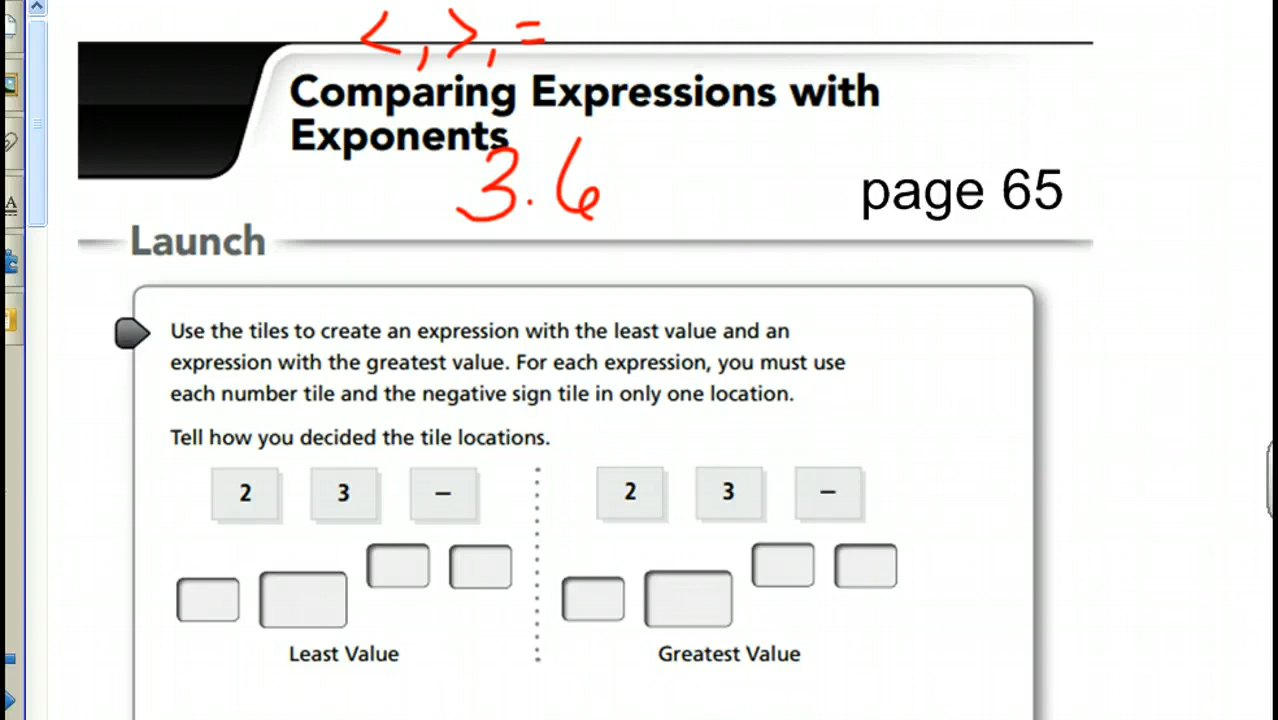 <,>,=
Comparing Expressions with
Exponents
3.6
page 65
Launch
Use the tiles to create an expression with the least value and an
expression with the greatest value. For each expression, you must use
each number tile and the negative sign tile in only one location.
Tell how you decided the tile locations.
2 3 – 2 3 –
Least Value Greatest Value